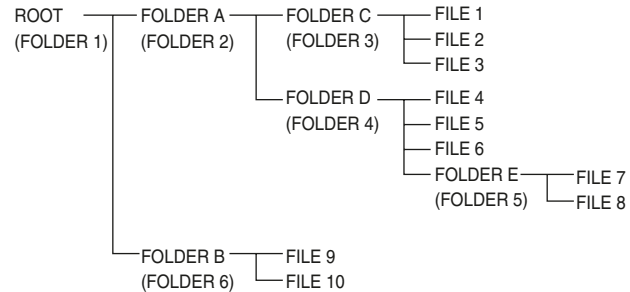 ROOT FOLDER A FOLDER C FILE 1
(FOLDER 1) (FOLDER 2) (FOLDER 3) FILE 2
FILE 3
FOLDER D FILE 4
(FOLDER 4) FILE 5
FILE 6
FOLDER E FILE 7
(FOLDER 5) FILE 8
FOLDER B FILE 9
(FOLDER 6) FILE 10